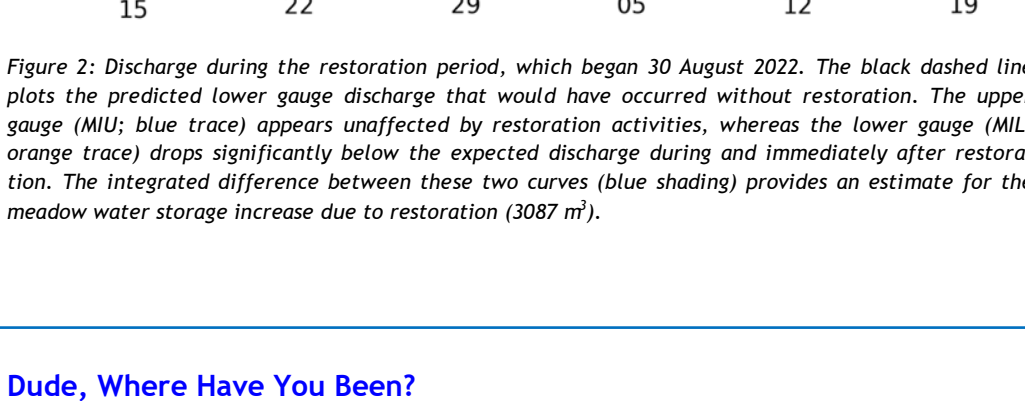 15 22 29 05 12 19
Figure 2: Discharge during the restoration period, which began 30 August 2022. The black dashed line
plots the predicted lower gauge discharge that would have occurred without restoration. The upper
gauge (MIU; blue trace) appears unaffected by restoration activities, whereas the lower gauge (MIL
orange trace) drops significantly below the expected discharge during and immediately after restora
tion. The integrated difference between these two curves (blue shading) provides an estimate for the
meadow water storage increase due to restoration (3087 m³).
Dude, Where Have You Been?